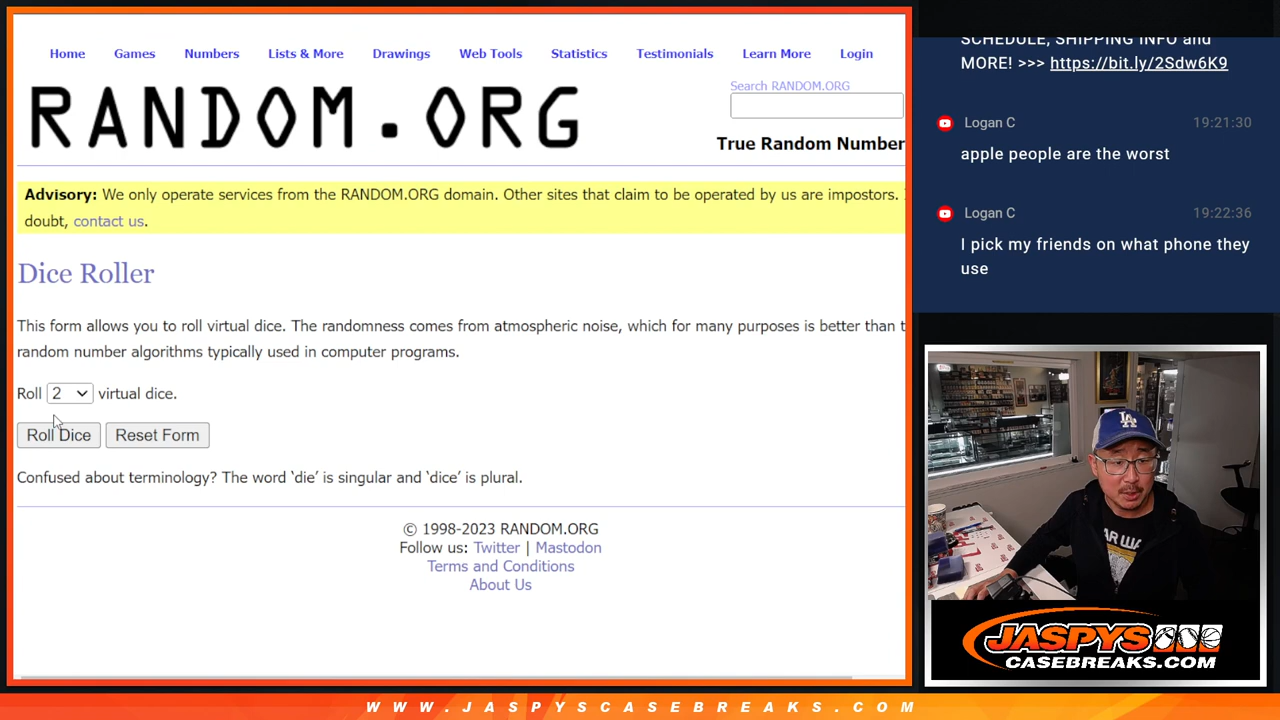 Home Games Numbers Lists & More Drawings Web Tools Statistics Testimonials Learn More Login
RANDOM.ORG
Search RANDOM.ORG
True Random Number
Advisory: We only operate services from the RANDOM.ORG domain. Other sites that claim to be operated by us are impostors.
doubt, contact us.
Dice Roller
This form allows you to roll virtual dice. The randomness comes from atmospheric noise, which for many purposes is better than t
random number algorithms typically used in computer programs.
Roll 2 virtual dice.
Roll Dice Reset Form
Confused about terminology? The word ‘die’ is singular and ‘dice’ is plural.
© 1998-2023 RANDOM.ORG
Follow us: Twitter | Mastodon
Terms and Conditions
About Us
SCHEDULE, SHIPPING INFO and
MORE! >>> https://bit.ly/2Sdw6K9
Logan C 19:21:30
apple people are the worst
Logan C 19:22:36
I pick my friends on what phone they
use
LA
JASPYS
CASEBREAKS.COM
WWW.JASPYSCASEBREAKS.COM